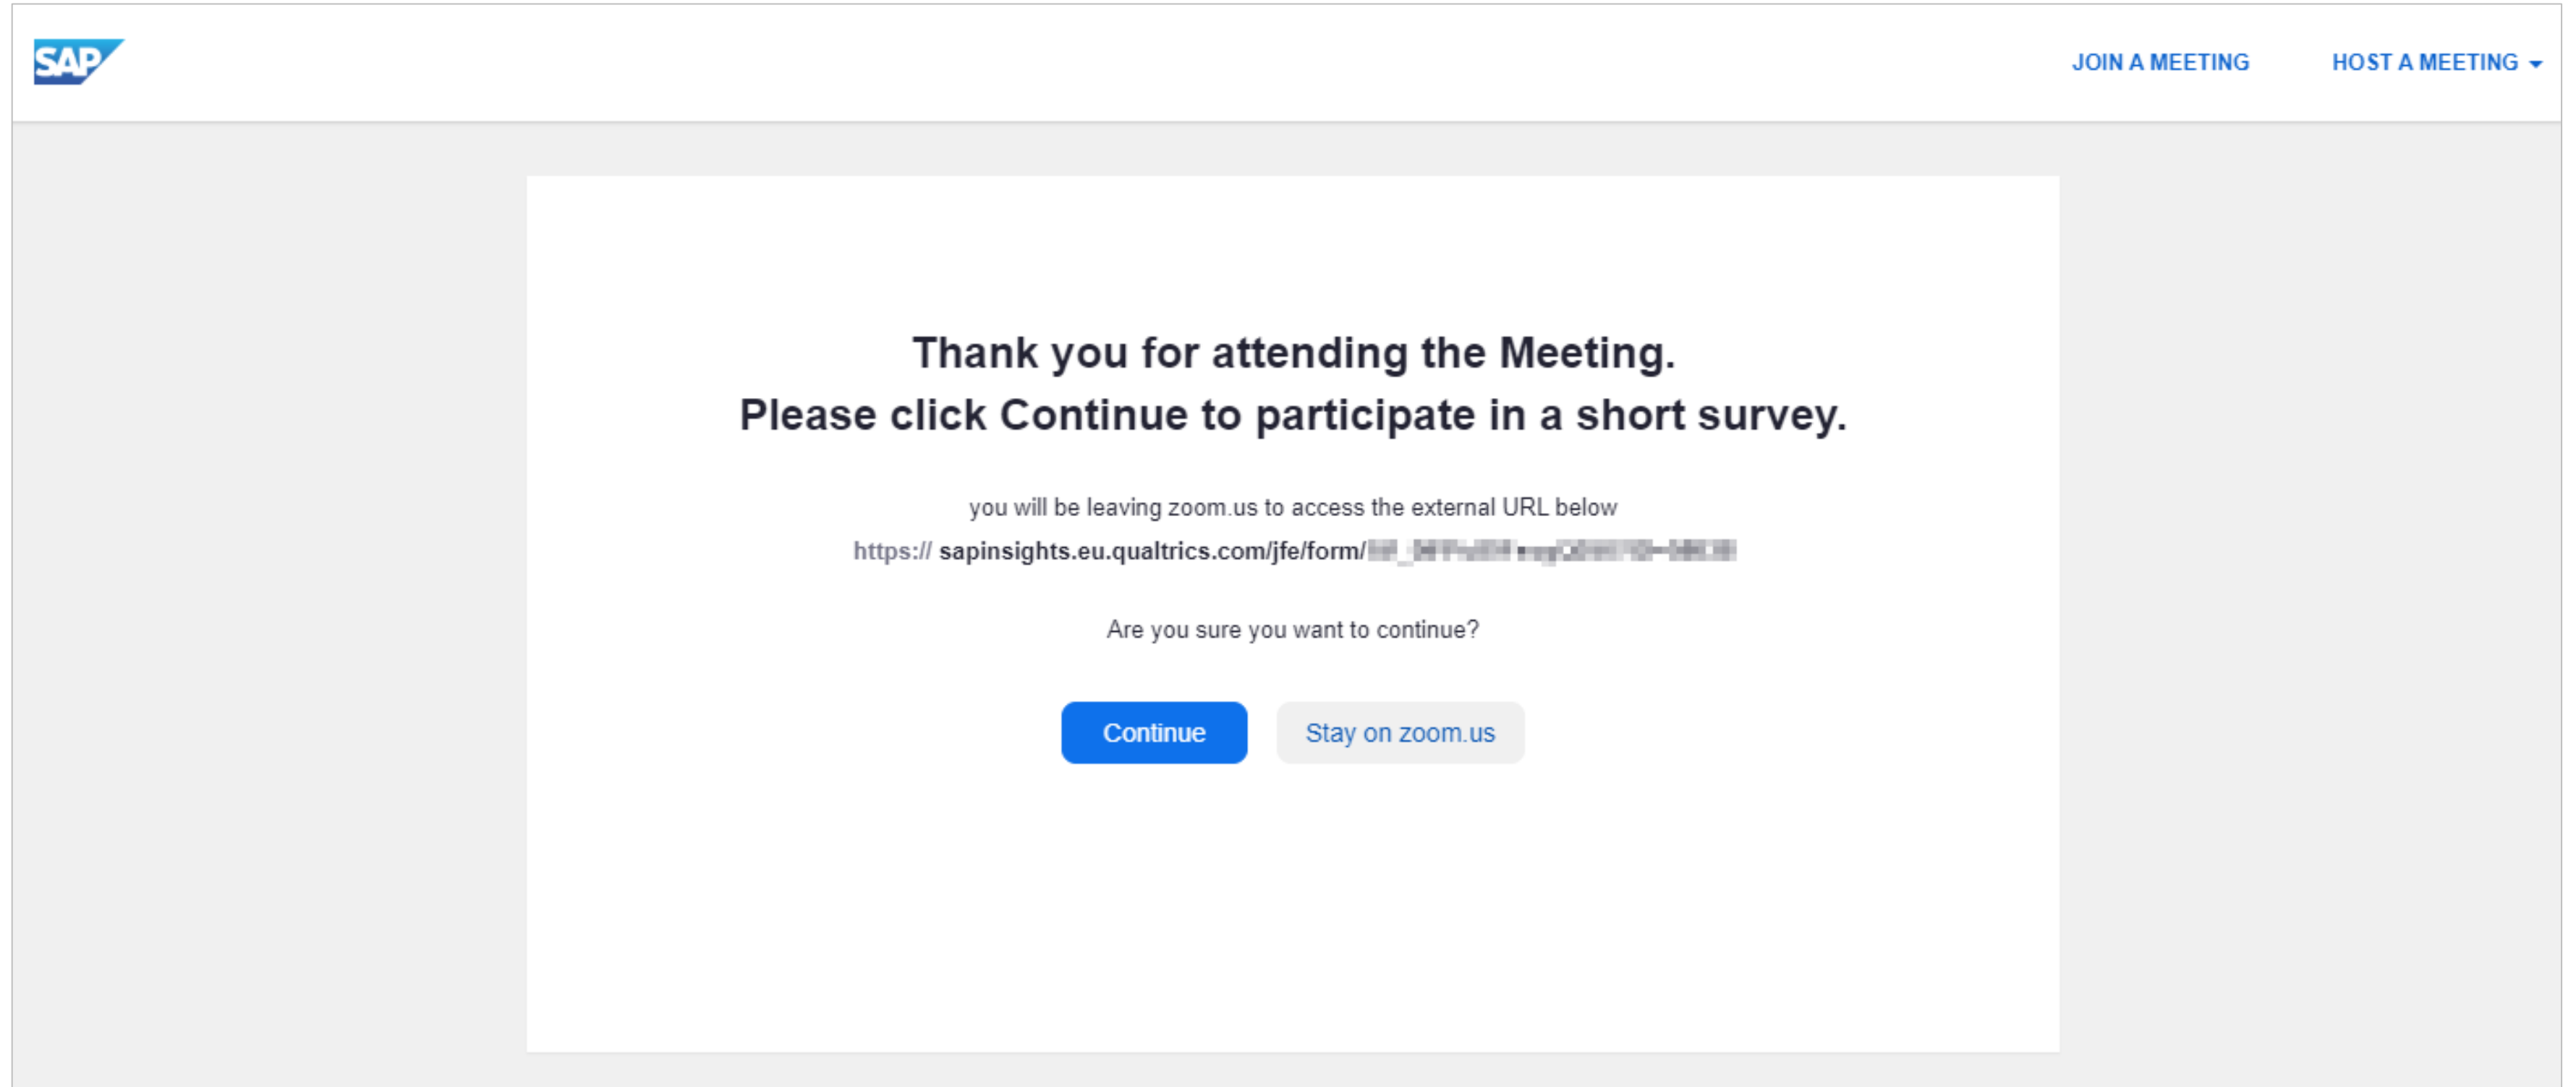 SAP
JOIN A MEETING
HOST A MEETING
Thank you for attending the Meeting.
Please click Continue to participate in a short survey.
you will be leaving zoom.us to access the external URL below
https:// sapinsights.eu.qualtrics.com/jfe/form/
Are you sure you want to continue?
Continue
Stay on zoom.us